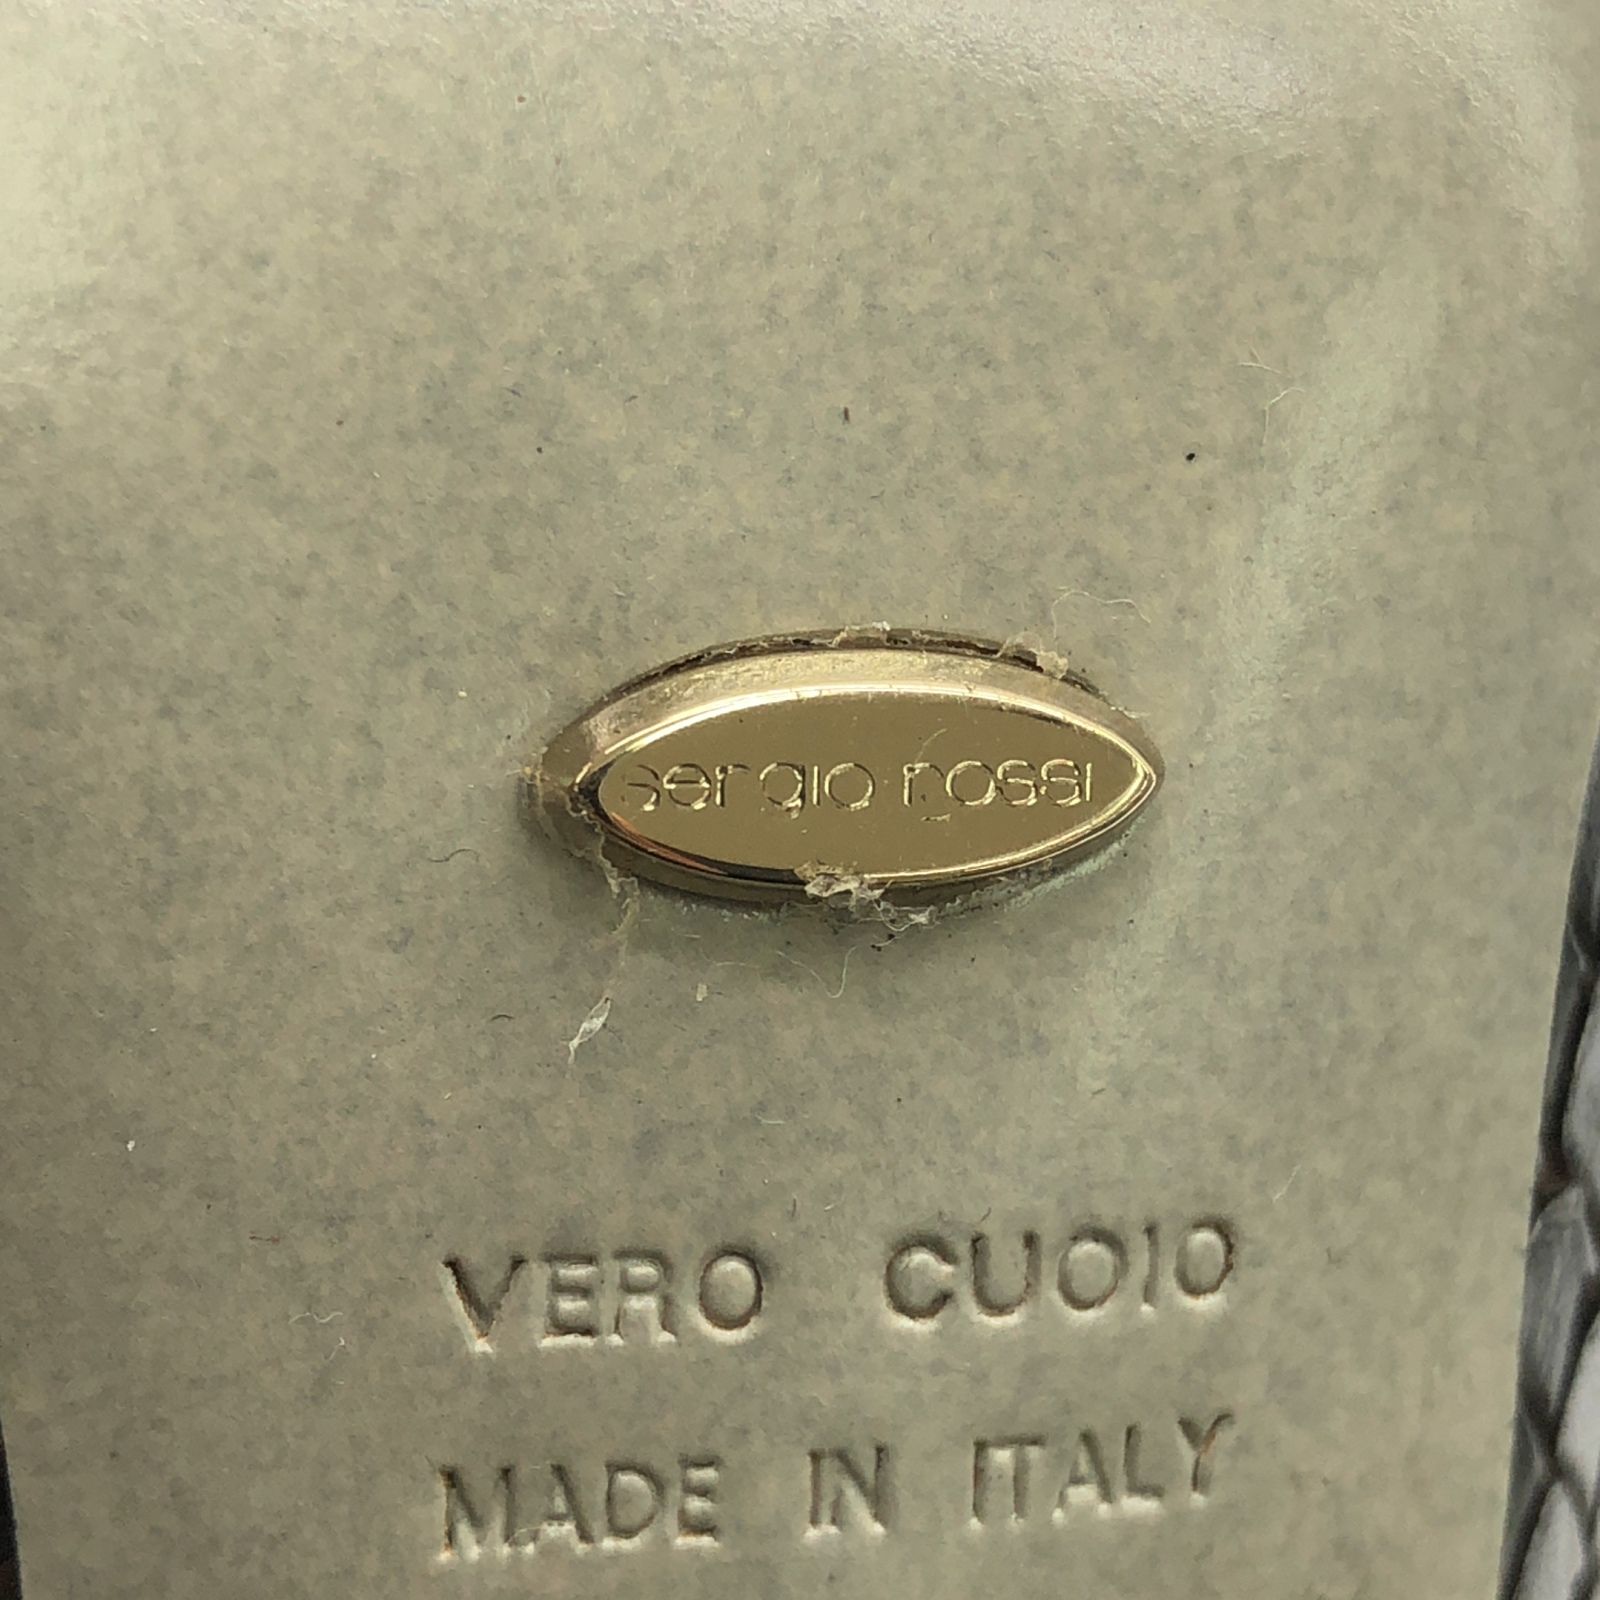 sergio rossi
VERO CUOIO
MADE IN ITALY